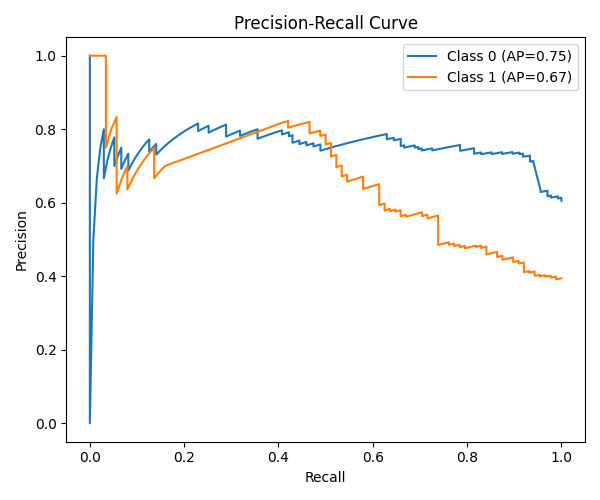 Precision-Recall Curve
Class 0 (AP=0.75)
Class 1 (AP=0.67)
Precision
1.0
0.8
0.6
0.4
0.2
0.0
0.0 0.2 0.4 0.6 0.8 1.0
Recall